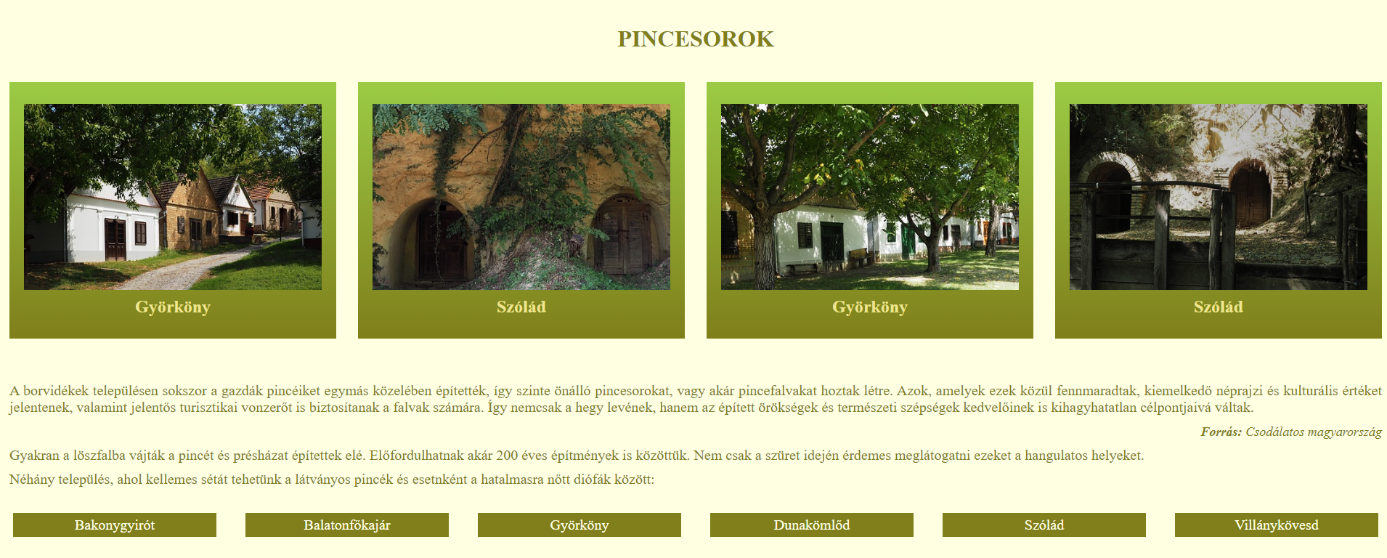 PINCESOROK
Györköny
Szólád
Györköny
Szólád
A borvidékek településen sokszor a gazdák pincéiket egymás közelében építették, így szinte önálló pincesorokat, vagy akár pincefalvakat hoztak létre. Azok, amelyek ezek közül fennmaradtak, kiemelkedő néprajzi és kulturális értéket
jelentenek, valamint jelentős turisztikai vonzerőt is biztosítanak a falvak számára. Így nemcsak a hegy levének, hanem az épített örökségek és természeti szépségek kedvelőinek is kihagyhatatlan célpontjaivá váltak.
Forrás: Csodálatos magyarország
Gyakran a löszfalba vájták a pincét és présházat építettek elé. Előfordulhatnak akár 200 éves építmények is közöttük. Nem csak a szüret idején érdemes meglátogatni ezeket a hangulatos helyeket.
Néhány település, ahol kellemes sétát tehetünk a látványos pincék és esetnként a hatalmasra nőtt diófák között:
Bakonygyirót
Balatonfőkajár
Györköny
Dunakömlőd
Szólád
Villánykövesd